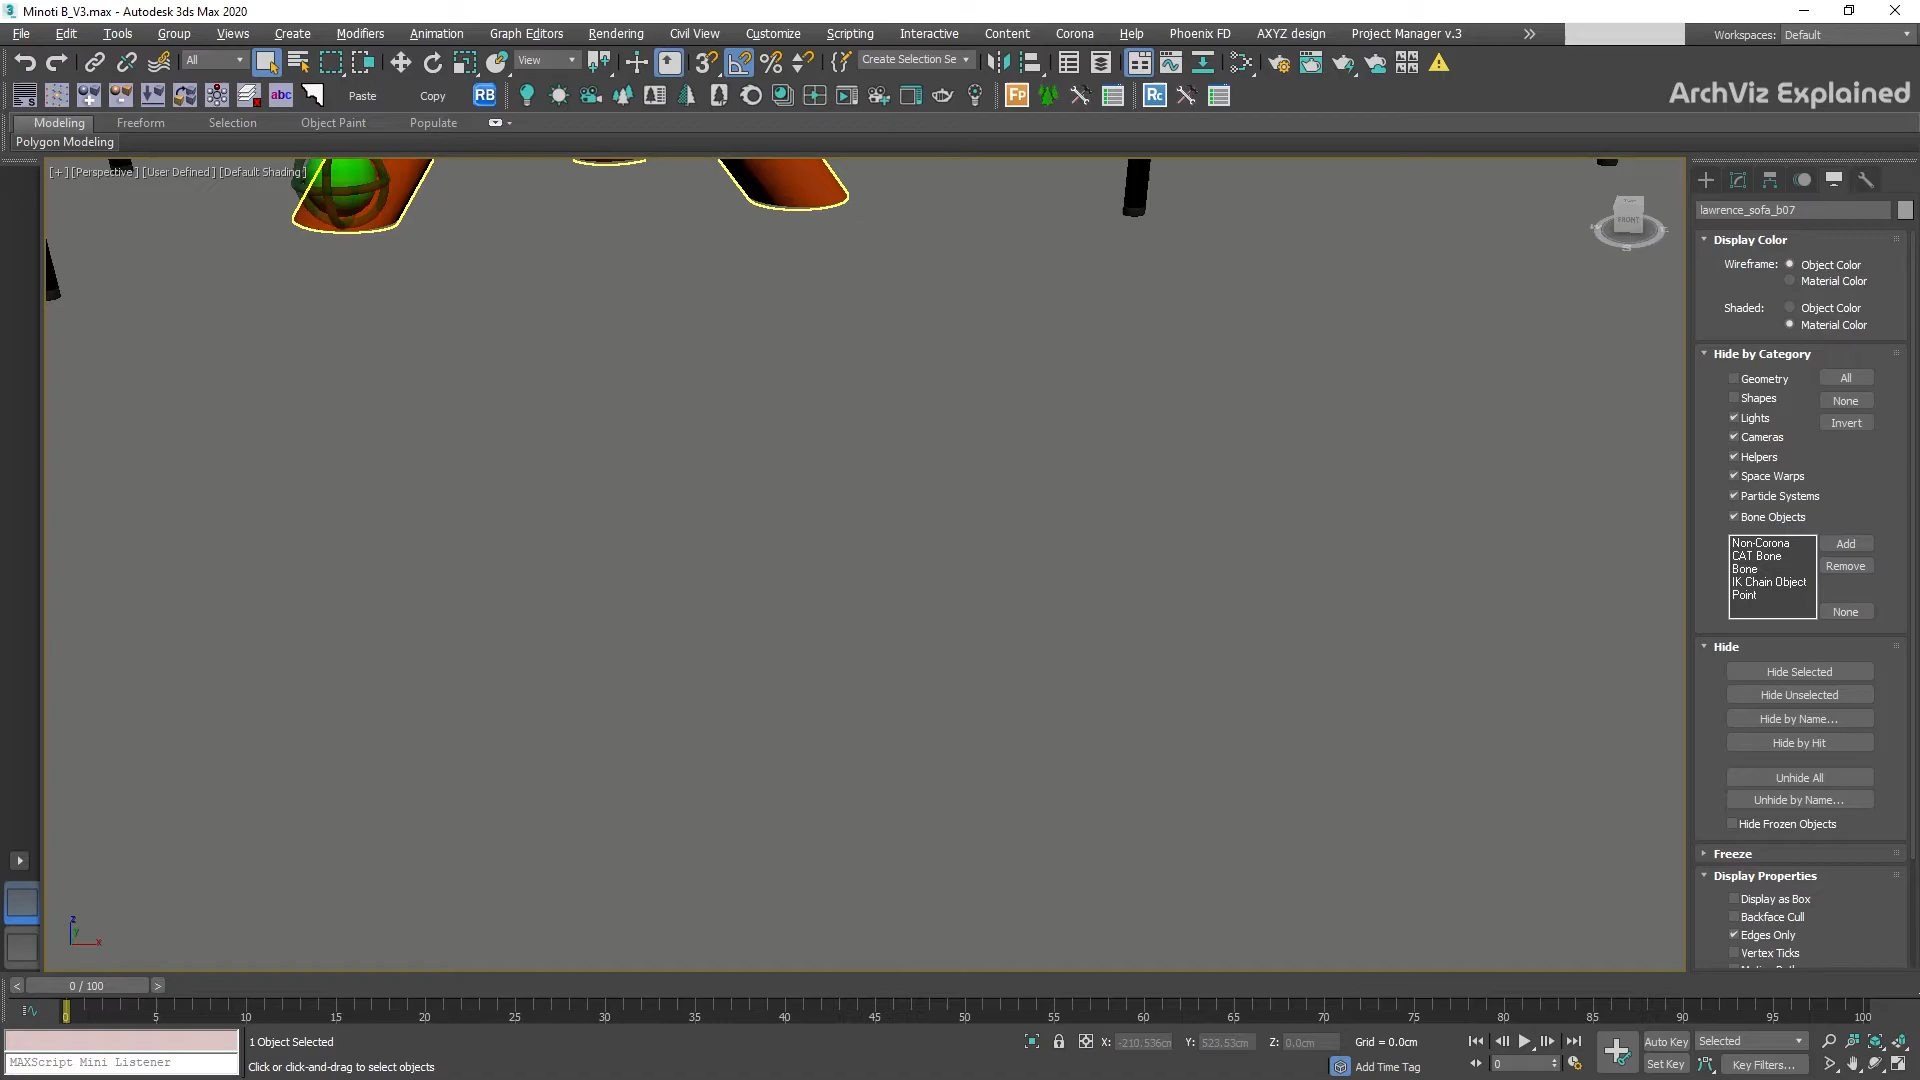 Minoti B_V3.max - Autodesk 3ds Max 2020
File Edit Tools Group Views Create Modifiers Animation Graph Editors Rendering Civil View Customize Scripting Interactive Content Corona Help Phoenix FD AXYZ design Project Manager v.3 Workspaces: Default
All View Create Selection Se
abc Paste Copy RB Fp Rc ArchViz Explained
Modeling Freeform Selection Object Paint Populate
Polygon Modeling
[+] [Perspective] [User Defined] [Default Shading]
FRONT
lawrence_sofa_b07
Display Color
Wireframe: Object Color
Material Color
Shaded: Object Color
Material Color
Hide by Category
Geometry All
Shapes None
Lights Invert
Cameras
Helpers
Space Warps
Particle Systems
Bone Objects
Non-Corona Add
CAT Bone
Bone Remove
IK Chain Object
Point
None
Hide
Hide Selected
Hide Unselected
Hide by Name...
Hide by Hit
Unhide All
Unhide by Name...
Hide Frozen Objects
Freeze
Display Properties
Display as Box
Backface Cull
Edges Only
Vertex Ticks
z
y
x
< 0 / 100 >
0 5 10 15 20 25 30 35 40 45 50 55 60 65 70 75 80 85 90 95 100
1 Object Selected X: -210.536cm Y: 523.53cm Z: 0.0cm Grid = 0.0cm Auto Key Selected
MAXScript Mini Listener Click or click-and-drag to select objects Add Time Tag 0 Set Key Key Filters...